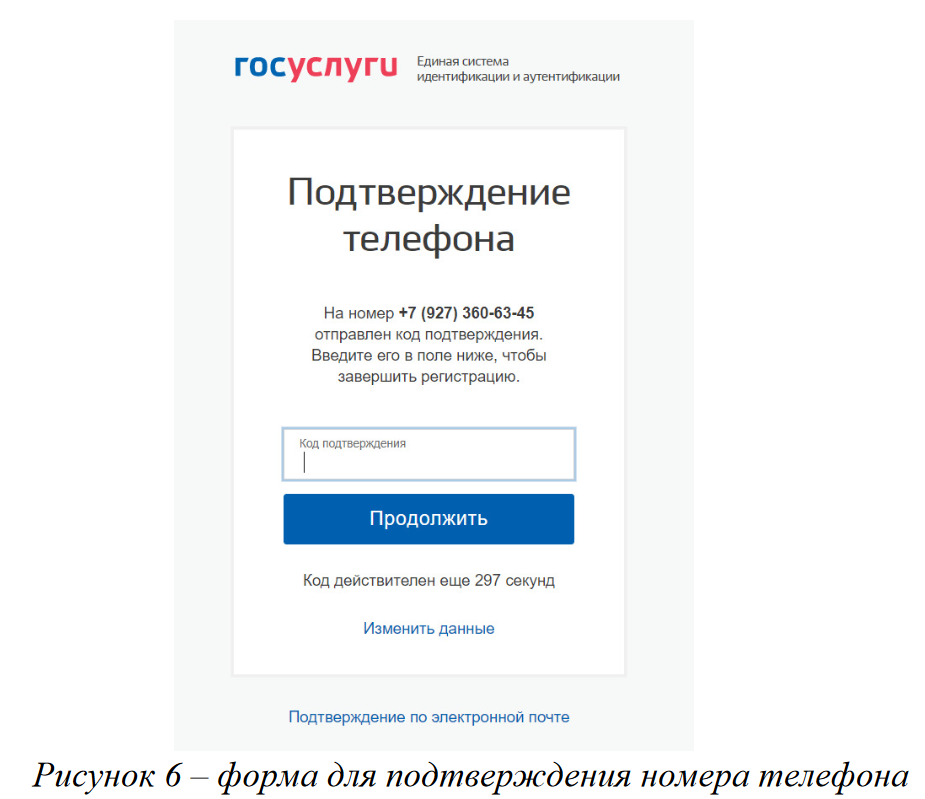 госуслуги
Единая система
идентификации и аутентификации
Подтверждение
телефона
На номер +7 (927) 360-63-45
отправлен код подтверждения.
Введите его в поле ниже, чтобы
завершить регистрацию.
Код подтверждения
Продолжить
Код действителен еще 297 секунд
Изменить данные
Подтверждение по электронной почте
Рисунок 6 – форма для подтверждения номера телефона